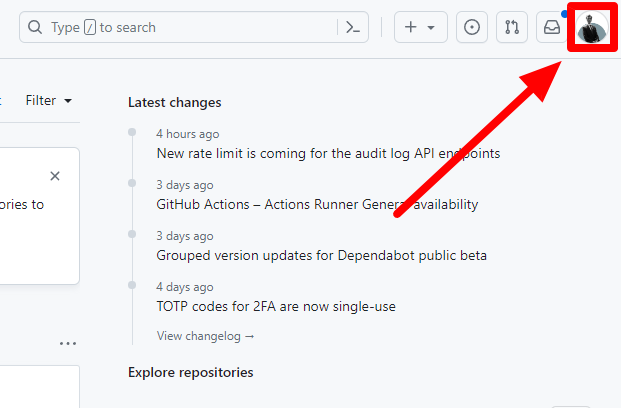 Type / to search
Filter
Latest changes
4 hours ago
New rate limit is coming for the audit log API endpoints
3 days ago
ories to
GitHub Actions – Actions Runner General availability
3 days ago
Grouped version updates for Dependabot public beta
4 days ago
TOTP codes for 2FA are now single-use
View changelog →
Explore repositories